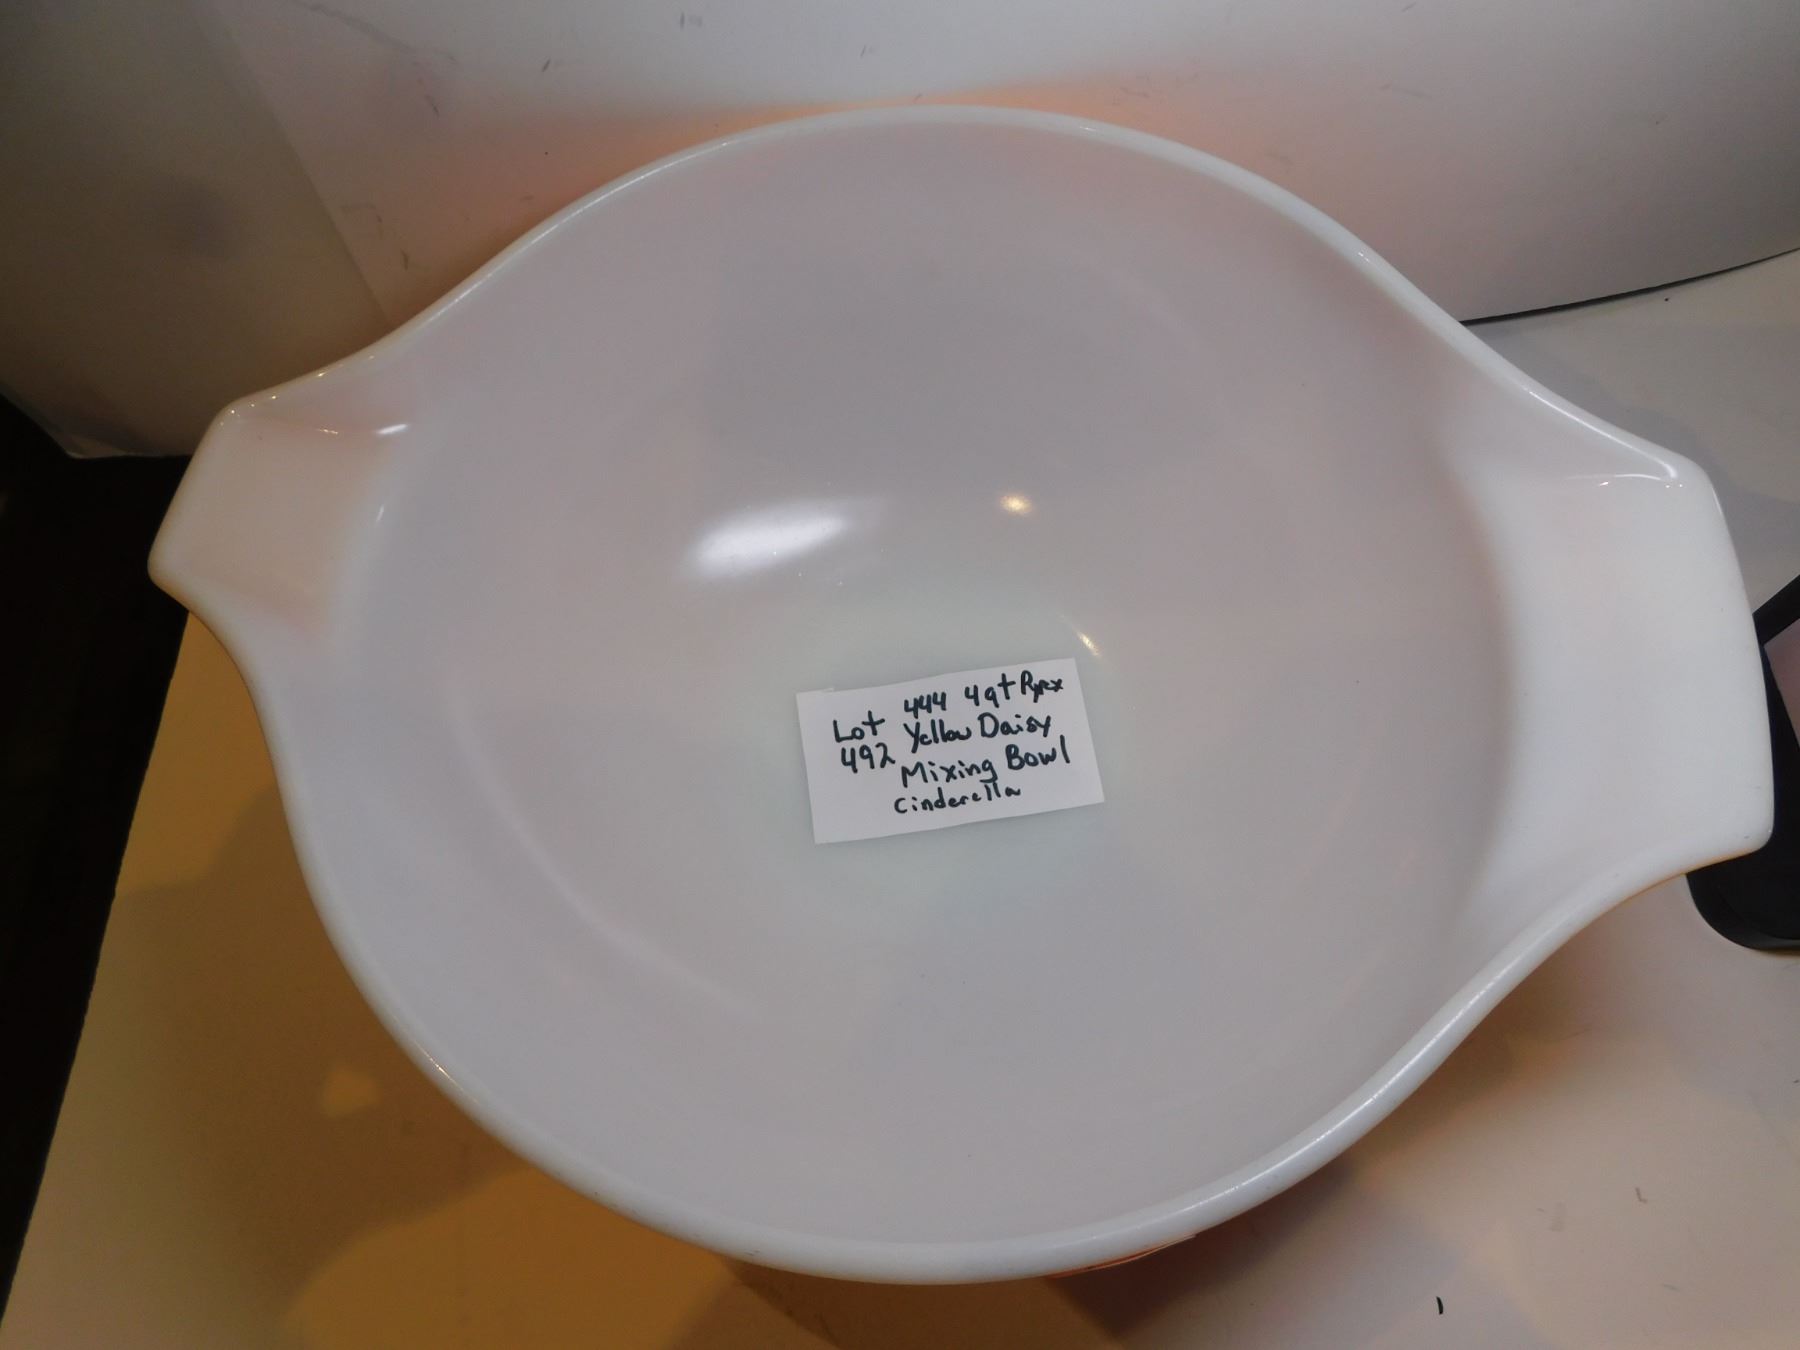 Lot 444 4qt Pyrex
492 Yellow Daisy
Mixing Bowl
Cinderella